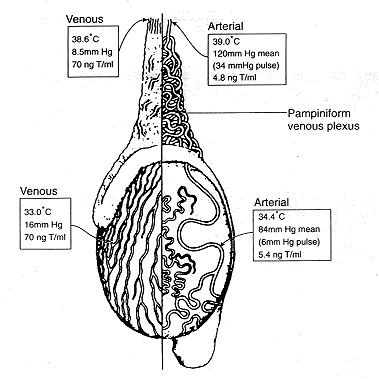 Venous
38.6°C
8.5mm Hg
70 ng T/ml
Arterial
39.0°C
120mm Hg mean
(34 mmHg pulse)
4.8 ng T/ml
Pampiniform
venous plexus
Venous
33.0°C
16mm Hg
70 ng T/ml
Arterial
34.4°C
84mm Hg mean
(6mm Hg pulse)
5.4 ng T/ml